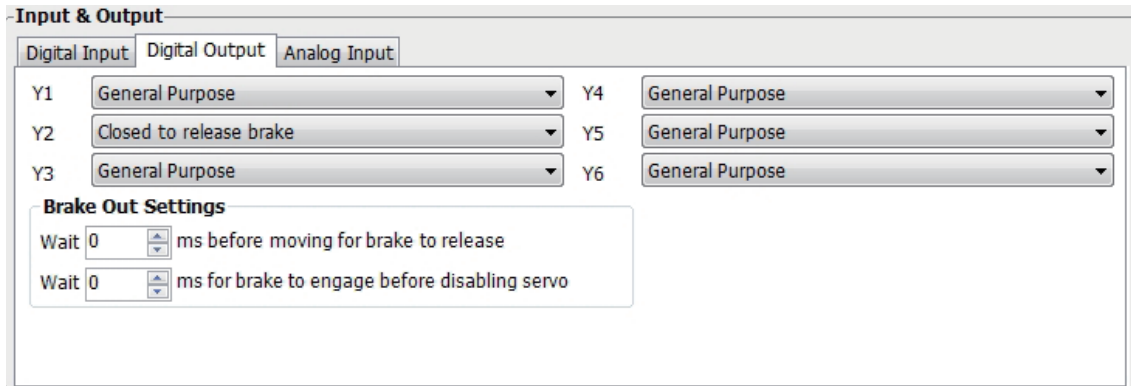 Input & Output
Digital Input Digital Output Analog Input
Y1 General Purpose Y4 General Purpose
Y2 Closed to release brake Y5 General Purpose
Y3 General Purpose Y6 General Purpose
Brake Out Settings
Wait 0 ms before moving for brake to release
Wait 0 ms for brake to engage before disabling servo